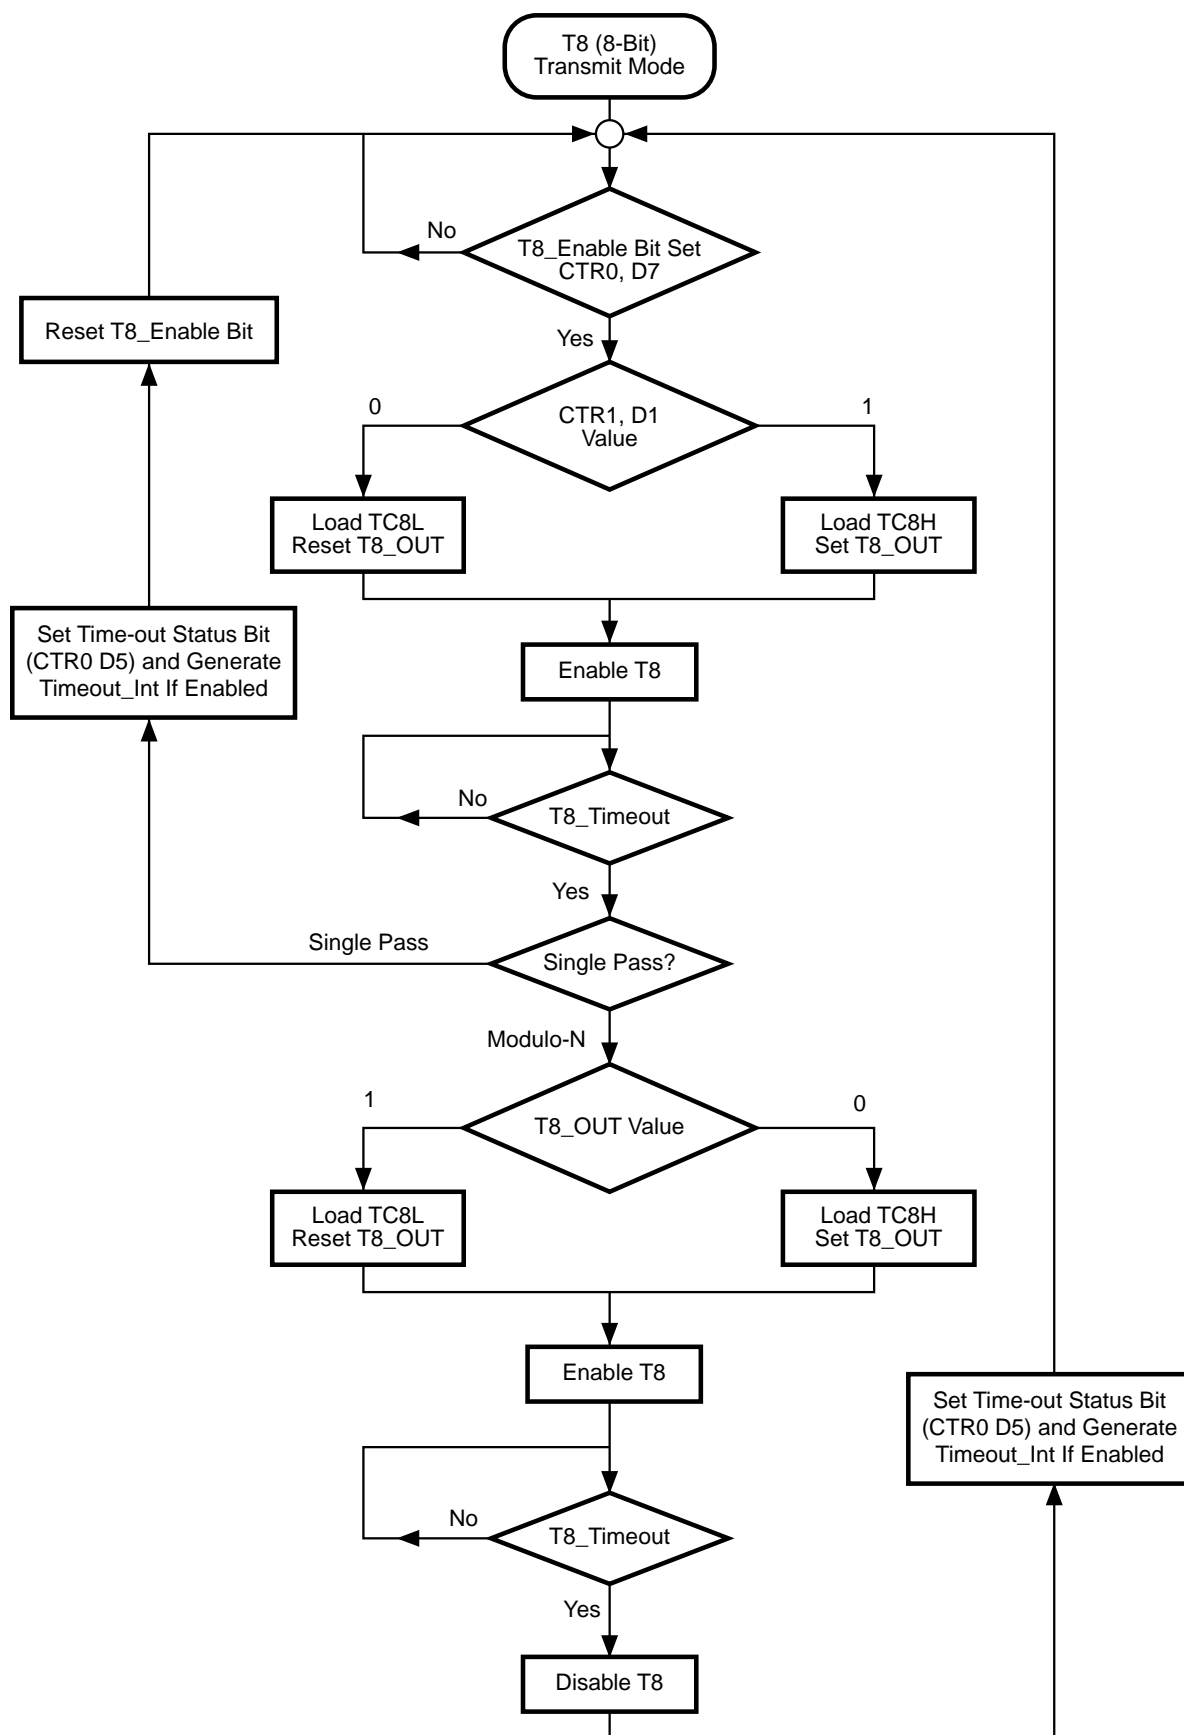 T8 (8-Bit)
Transmit Mode
No
T8_Enable Bit Set
CTR0, D7
Reset T8_Enable Bit
Yes
0
CTR1, D1
Value
1
Load TC8L
Reset T8_OUT
Load TC8H
Set T8_OUT
Set Time-out Status Bit
(CTR0 D5) and Generate
Timeout_Int If Enabled
Enable T8
No
T8_Timeout
Yes
Single Pass
Single Pass?
Modulo-N
1
T8_OUT Value
0
Load TC8L
Reset T8_OUT
Load TC8H
Set T8_OUT
Enable T8
Set Time-out Status Bit
(CTR0 D5) and Generate
Timeout_Int If Enabled
No
T8_Timeout
Yes
Disable T8